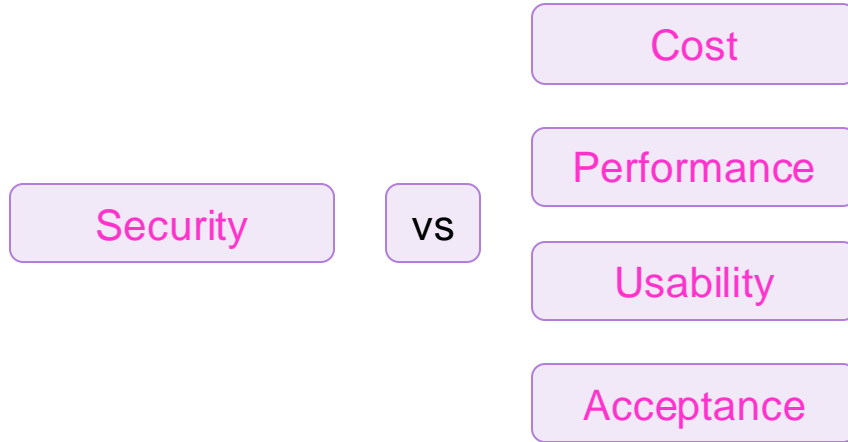 Security
vs
Cost
Performance
Usability
Acceptance